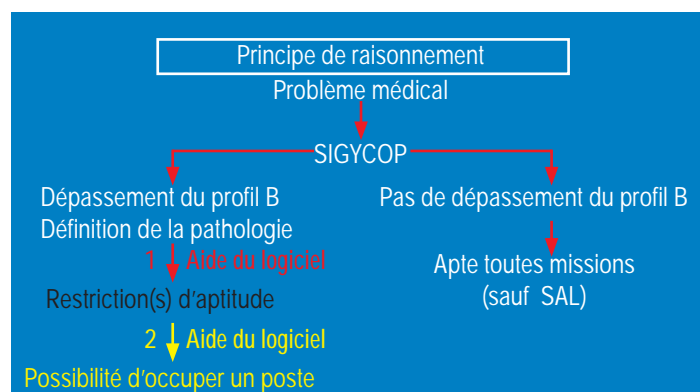 Principe de raisonnement
Problème médical
SIGYCOP
Dépassement du profil B
Définition de la pathologie
1 Aide du logiciel
Restriction(s) d'aptitude
2 Aide du logiciel
Possibilité d'occuper un poste
Pas de dépassement du profil B
Apte toutes missions
(sauf SAL)